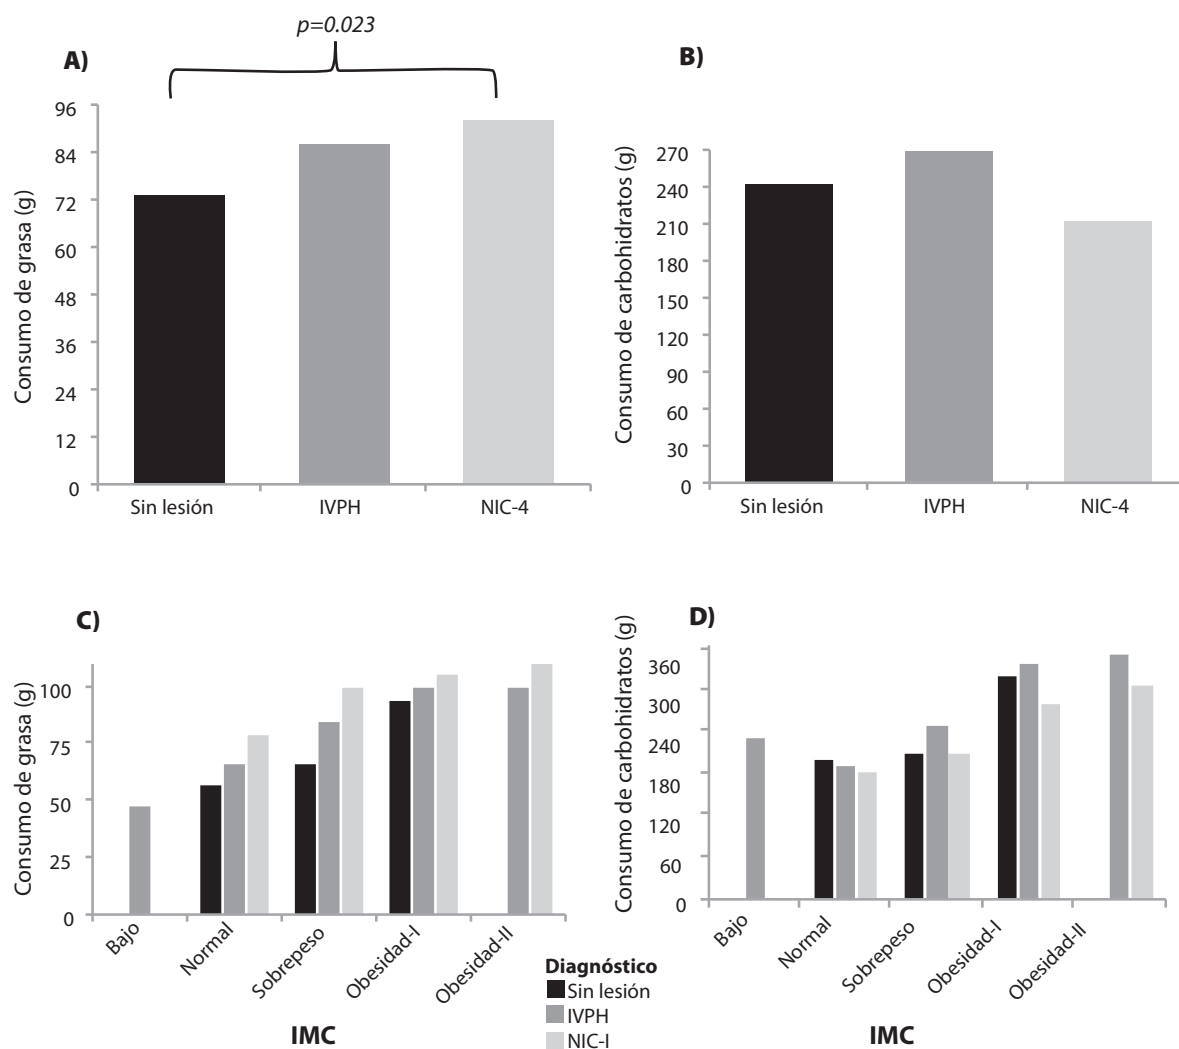 p=0.023
A)
Consumo de grasa (g)
96
84
72
60
48
36
24
12
0
Sin lesión IVPH NIC-4
B)
Consumo de carbohidratos (g)
270
240
210
180
150
120
90
60
30
0
Sin lesión IVPH NIC-4
C)
Consumo de grasa (g)
100
75
50
25
0
Bajo Normal Sobrepeso Obesidad-I Obesidad-II
IMC
D)
Consumo de carbohidratos (g)
360
300
240
180
120
60
0
Bajo Normal Sobrepeso Obesidad-I Obesidad-II
IMC
Diagnóstico
Sin lesión
IVPH
NIC-I